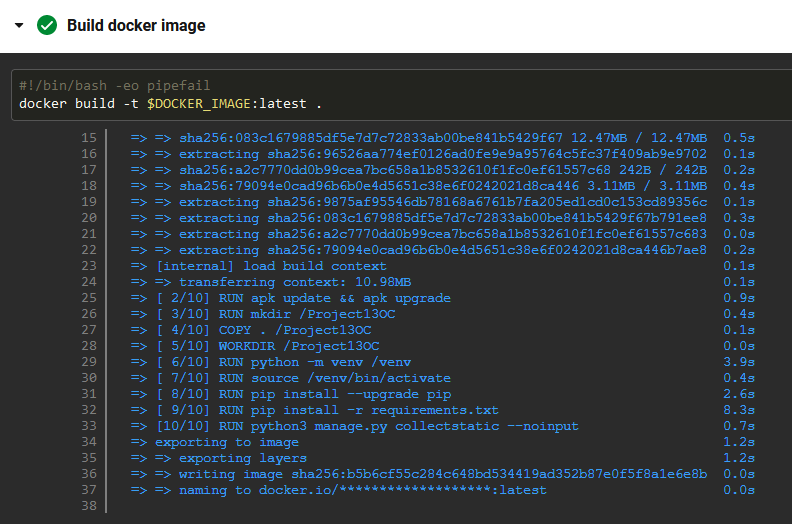 Build docker image
#!/bin/bash -eo pipefail
docker build -t $DOCKER_IMAGE:latest .
15 => => sha256:083c1679885df5e7d7c72833ab00be841b5429f67 12.47MB / 12.47MB 0.5s
16 => => extracting sha256:96526aa774ef0126ad0fe9e9a95764c5fc37f409ab9e9702 0.1s
17 => => sha256:a2c7770dd0b99cea7bc658a1b8532610f1fc0ef61557c68 242B / 242B 0.2s
18 => => sha256:79094e0cad96b6b0e4d5651c38e6f0242021d8ca446 3.11MB / 3.11MB 0.4s
19 => => extracting sha256:9875af95546db78168a6761b7fa205ed1cd0c153cd89356c 0.1s
20 => => extracting sha256:083c1679885df5e7d7c72833ab00be841b5429f67b791ee8 0.3s
21 => => extracting sha256:a2c7770dd0b99cea7bc658a1b8532610f1fc0ef61557c683 0.0s
22 => => extracting sha256:79094e0cad96b6b0e4d5651c38e6f0242021d8ca446b7ae8 0.2s
23 => [internal] load build context 0.1s
24 => => transferring context: 10.98MB 0.1s
25 => [ 2/10] RUN apk update && apk upgrade 0.9s
26 => [ 3/10] RUN mkdir /Project13OC 0.4s
27 => [ 4/10] COPY . /Project13OC 0.1s
28 => [ 5/10] WORKDIR /Project13OC 0.0s
29 => [ 6/10] RUN python -m venv /venv 3.9s
30 => [ 7/10] RUN source /venv/bin/activate 0.4s
31 => [ 8/10] RUN pip install --upgrade pip 2.6s
32 => [ 9/10] RUN pip install -r requirements.txt 8.3s
33 => [10/10] RUN python3 manage.py collectstatic --noinput 0.7s
34 => exporting to image 1.2s
35 => => exporting layers 1.2s
36 => => writing image sha256:b5b6cf55c284c648bd534419ad352b87e0f5f8a1e6e8b 0.0s
37 => => naming to docker.io/*******************:latest 0.0s
38